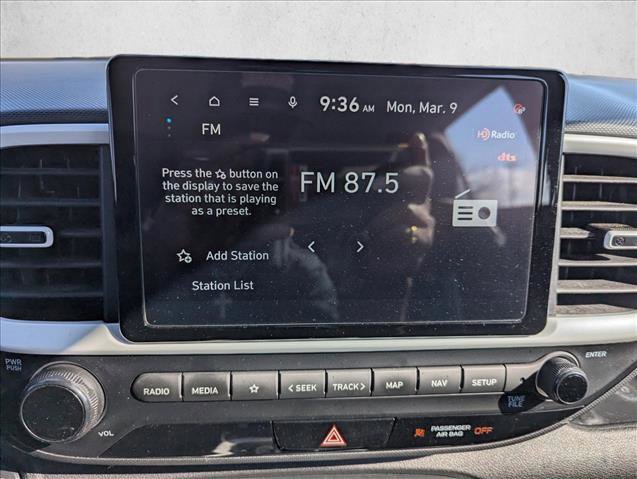 9:36 AM Mon, Mar. 9
FM
HD Radio
dts
Press the button on
the display to save the
station that is playing
as a preset.
FM 87.5
Add Station
Station List
PWR
PUSH
VOL
RADIO MEDIA < SEEK TRACK > MAP NAV SETUP
ENTER
TUNE
FILE
PASSENGER
AIR BAG OFF